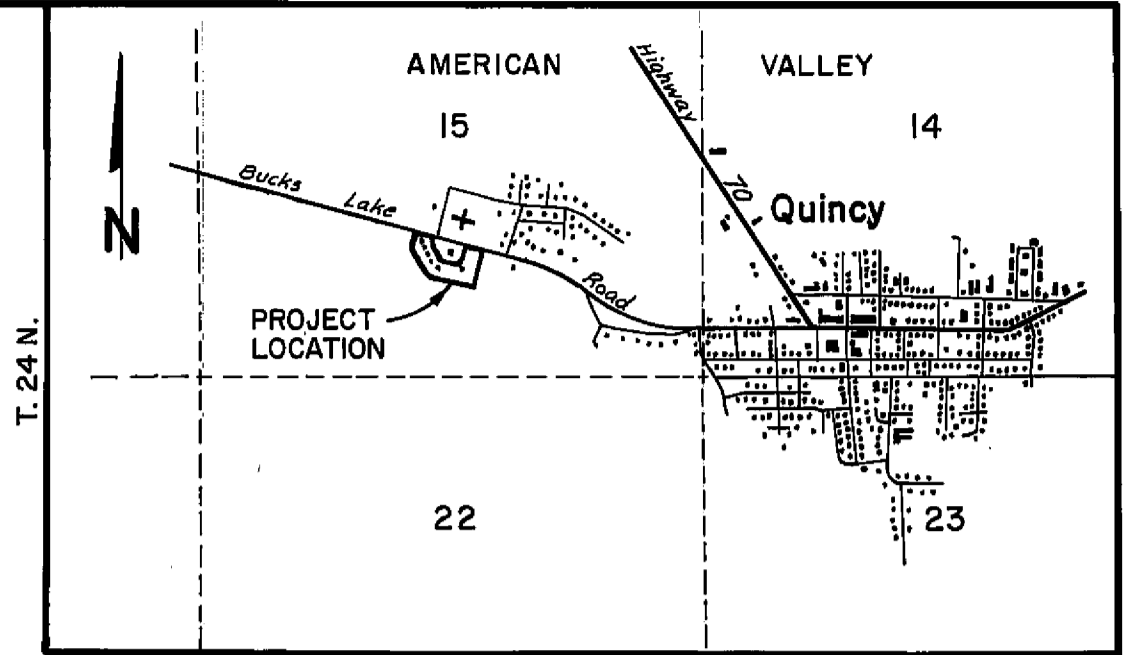 AMERICAN VALLEY
15
14
Highway 70
Bucks Lake Road
Quincy
N
PROJECT
LOCATION
T. 24 N.
22
23